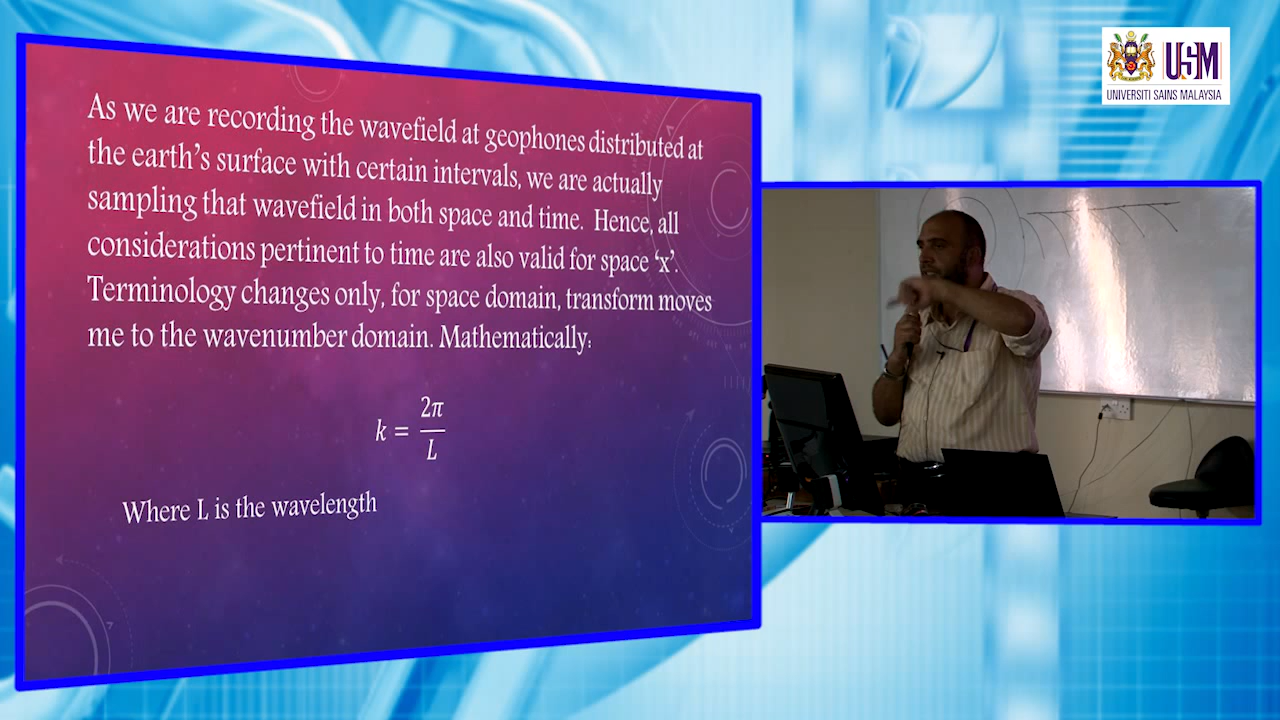 As we are recording the wavefield at geophones distributed at
the earth's surface with certain intervals, we are actually
sampling that wavefield in both space and time. Hence, all
considerations pertinent to time are also valid for space 'x'.
Terminology changes only, for space domain, transform moves
me to the wavenumber domain. Mathematically:
k = 2π / L
Where L is the wavelength
USM
UNIVERSITI SAINS MALAYSIA